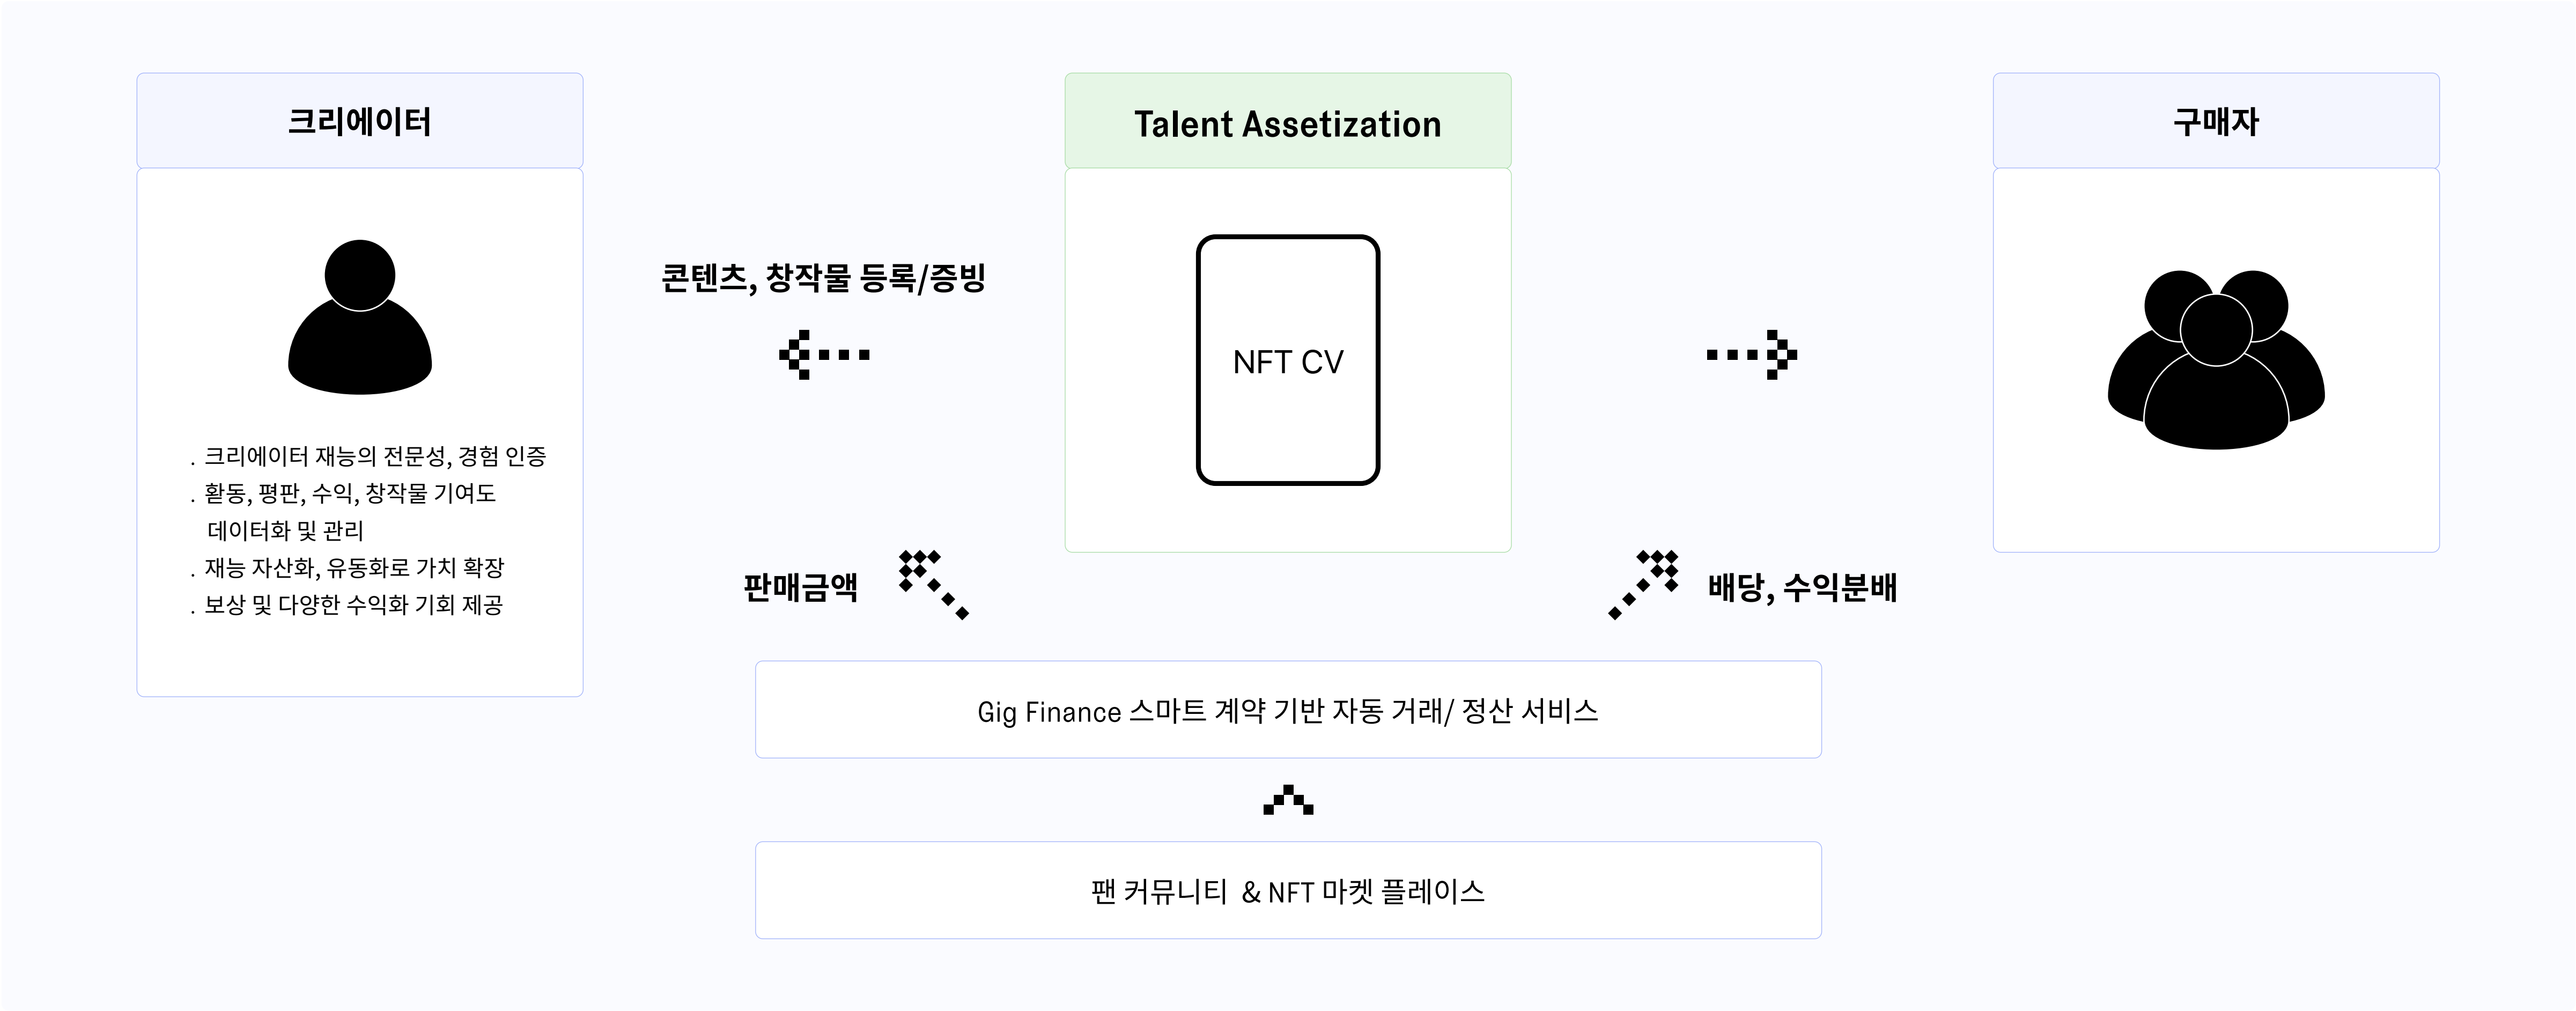 크리에이터
. 크리에이터 재능의 전문성, 경험 인증
. 홛동, 평판, 수익, 창작물 기여도
데이터화 및 관리
. 재능 자산화, 유동화로 가치 확장
. 보상 및 다양한 수익화 기회 제공
콘텐츠, 창작물 등록/증빙
Talent Assetization
NFT CV
구매자
판매금액
배당, 수익분배
Gig Finance 스마트 계약 기반 자동 거래/ 정산 서비스
팬 커뮤니티 & NFT 마켓 플레이스